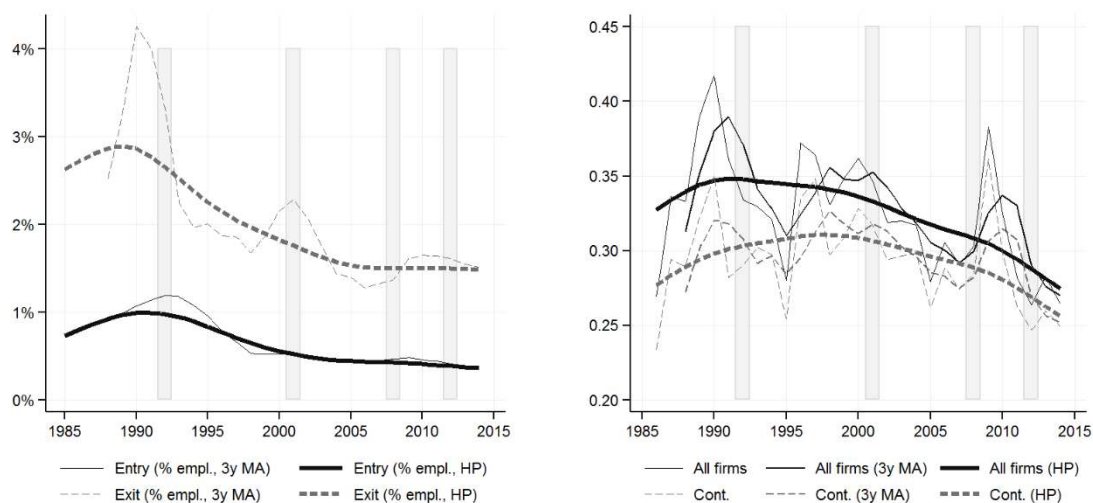 4%
3%
2%
1%
0%
1985 1990 1995 2000 2005 2010 2015
Entry (% empl., 3y MA) Entry (% empl., HP)
Exit (% empl., 3y MA) Exit (% empl., HP)
0.45
0.40
0.35
0.30
0.25
0.20
1985 1990 1995 2000 2005 2010 2015
All firms All firms (3y MA) All firms (HP)
Cont. Cont. (3y MA) Cont. (HP)